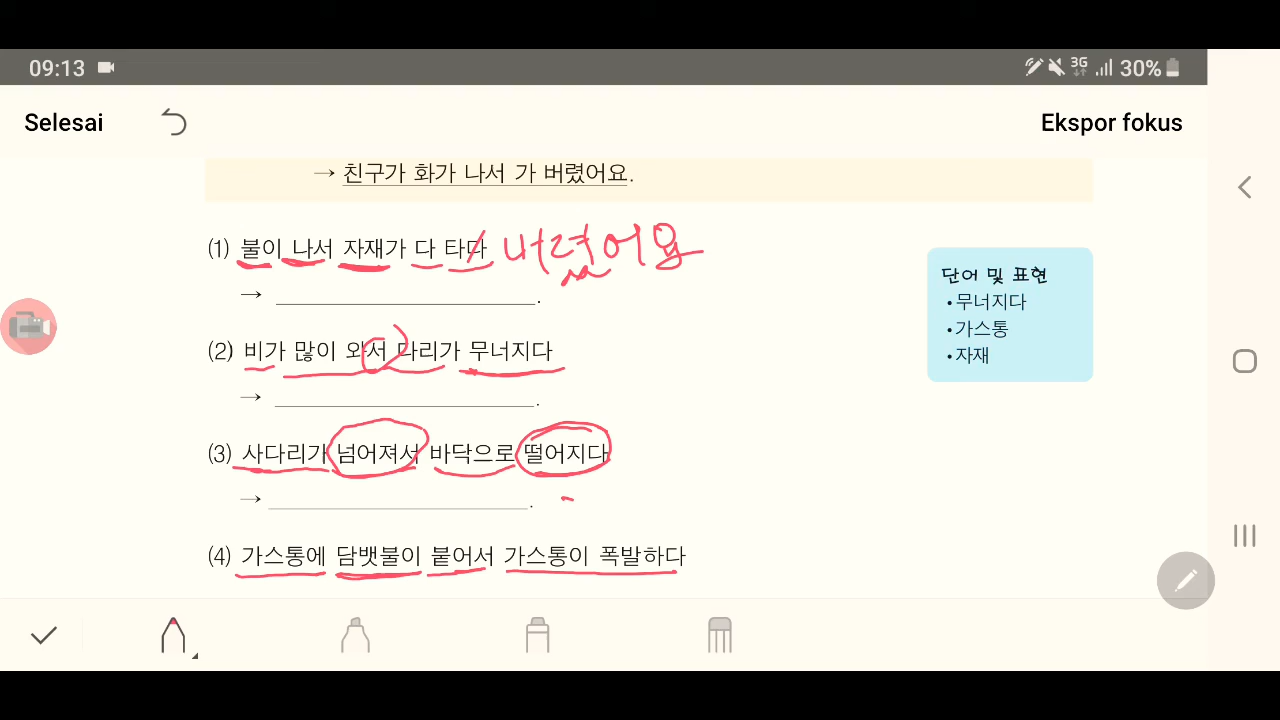 09:13 3G 30%
Selesai Ekspor fokus
→ 친구가 화가 나서 가 버렸어요.
(1) 불이 나서 자재가 다 타다 버렸어요
→ .
(2) 비가 많이 와서 다리가 무너지다
→ .
(3) 사다리가 넘어져서 바닥으로 떨어지다
→ .
(4) 가스통에 담뱃불이 붙어서 가스통이 폭발하다
단어 및 표현
•무너지다
•가스통
•자재